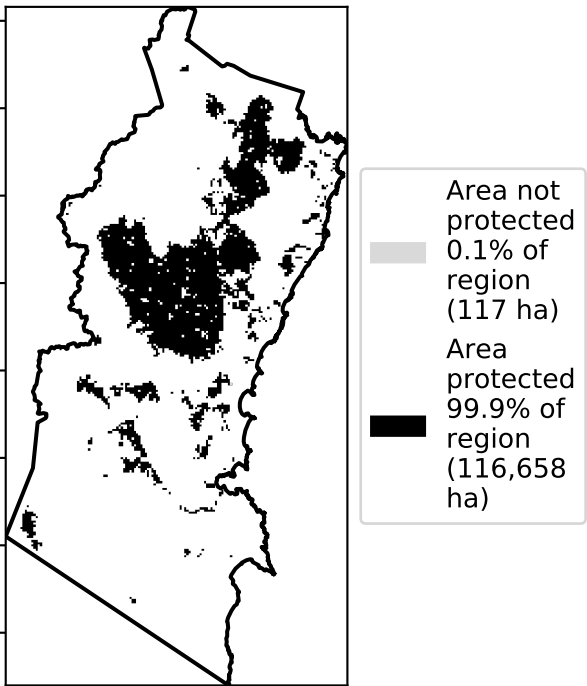 Area not
protected
0.1% of
region
(117 ha)
Area
protected
99.9% of
region
(116,658
ha)